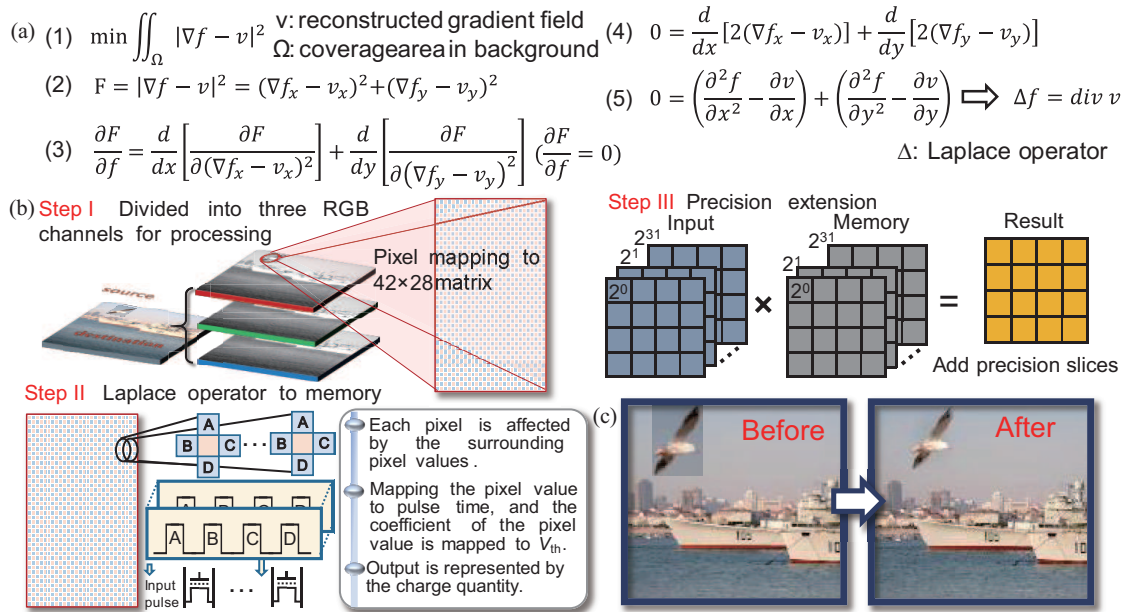 (a) (1) min ∬_Ω |∇f − v|²
v: reconstructed gradient field
Ω: coveragearea in background
(2) F = |∇f − v|² = (∇f_x − v_x)²+(∇f_y − v_y)²
(3) ∂F/∂f = d/dx [∂F/∂(∇f_x − v_x)²] + d/dy [∂F/∂(∇f_y − v_y)²] (∂F/∂f = 0)
(4) 0 = d/dx [2(∇f_x − v_x)] + d/dy [2(∇f_y − v_y)]
(5) 0 = (∂²f/∂x² − ∂v/∂x) + (∂²f/∂y² − ∂v/∂y) ⇨ Δf = div v
Δ: Laplace operator
(b) Step I Divided into three RGB
channels for processing
source
destination
Pixel mapping to
42×28 matrix
Step II Laplace operator to memory
A A
B C ··· B C
D D
A B C D
A B C D
Input
pulse
···
Each pixel is affected
by the surrounding
pixel values .
Mapping the pixel value
to pulse time, and the
coefficient of the pixel
value is mapped to V_th.
Output is represented by
the charge quantity.
Step III Precision extension
Input Memory Result
2³¹ 2³¹
2¹ 2¹
2⁰ 2⁰
× =
Add precision slices
(c) Before After